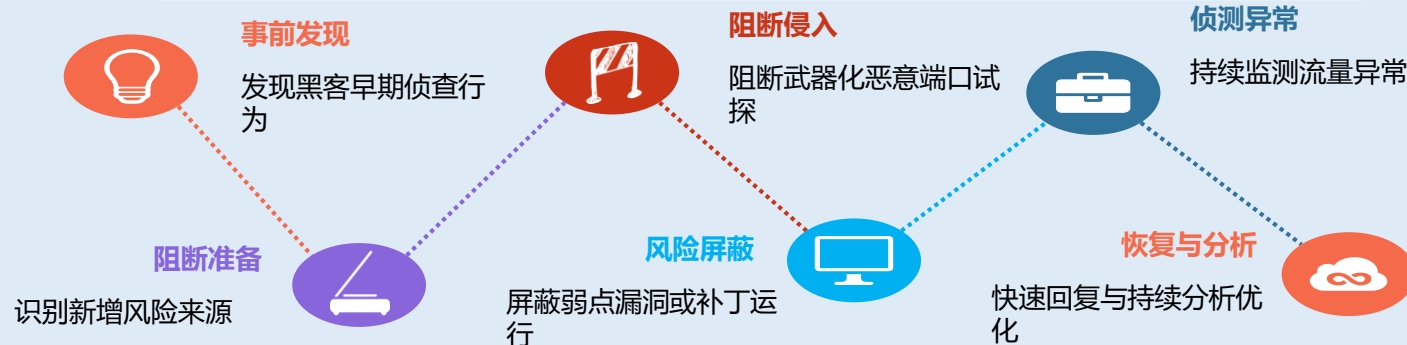 事前发现
发现黑客早期侦查行
为
阻断准备
识别新增风险来源
阻断侵入
阻断武器化恶意端口试
探
风险屏蔽
屏蔽弱点漏洞或补丁运
行
侦测异常
持续监测流量异常
恢复与分析
快速回复与持续分析优
化